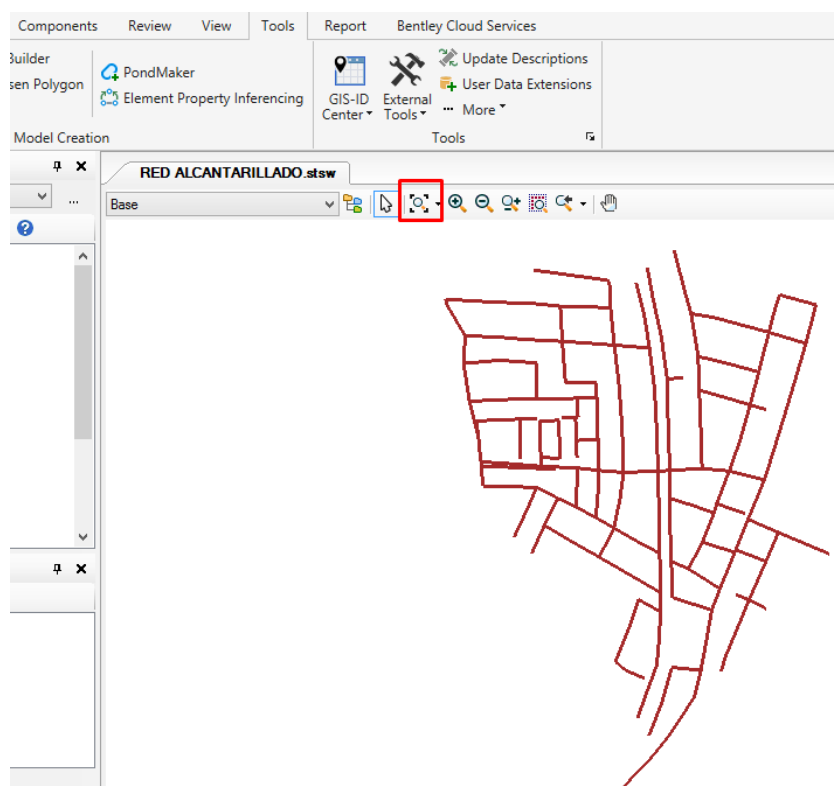 Components Review View Tools Report Bentley Cloud Services
Builder
sen Polygon
PondMaker
Element Property Inferencing
GIS-ID
Center
External
Tools
Update Descriptions
User Data Extensions
More
Model Creation
Tools
RED ALCANTARILLADO.stsw
Base